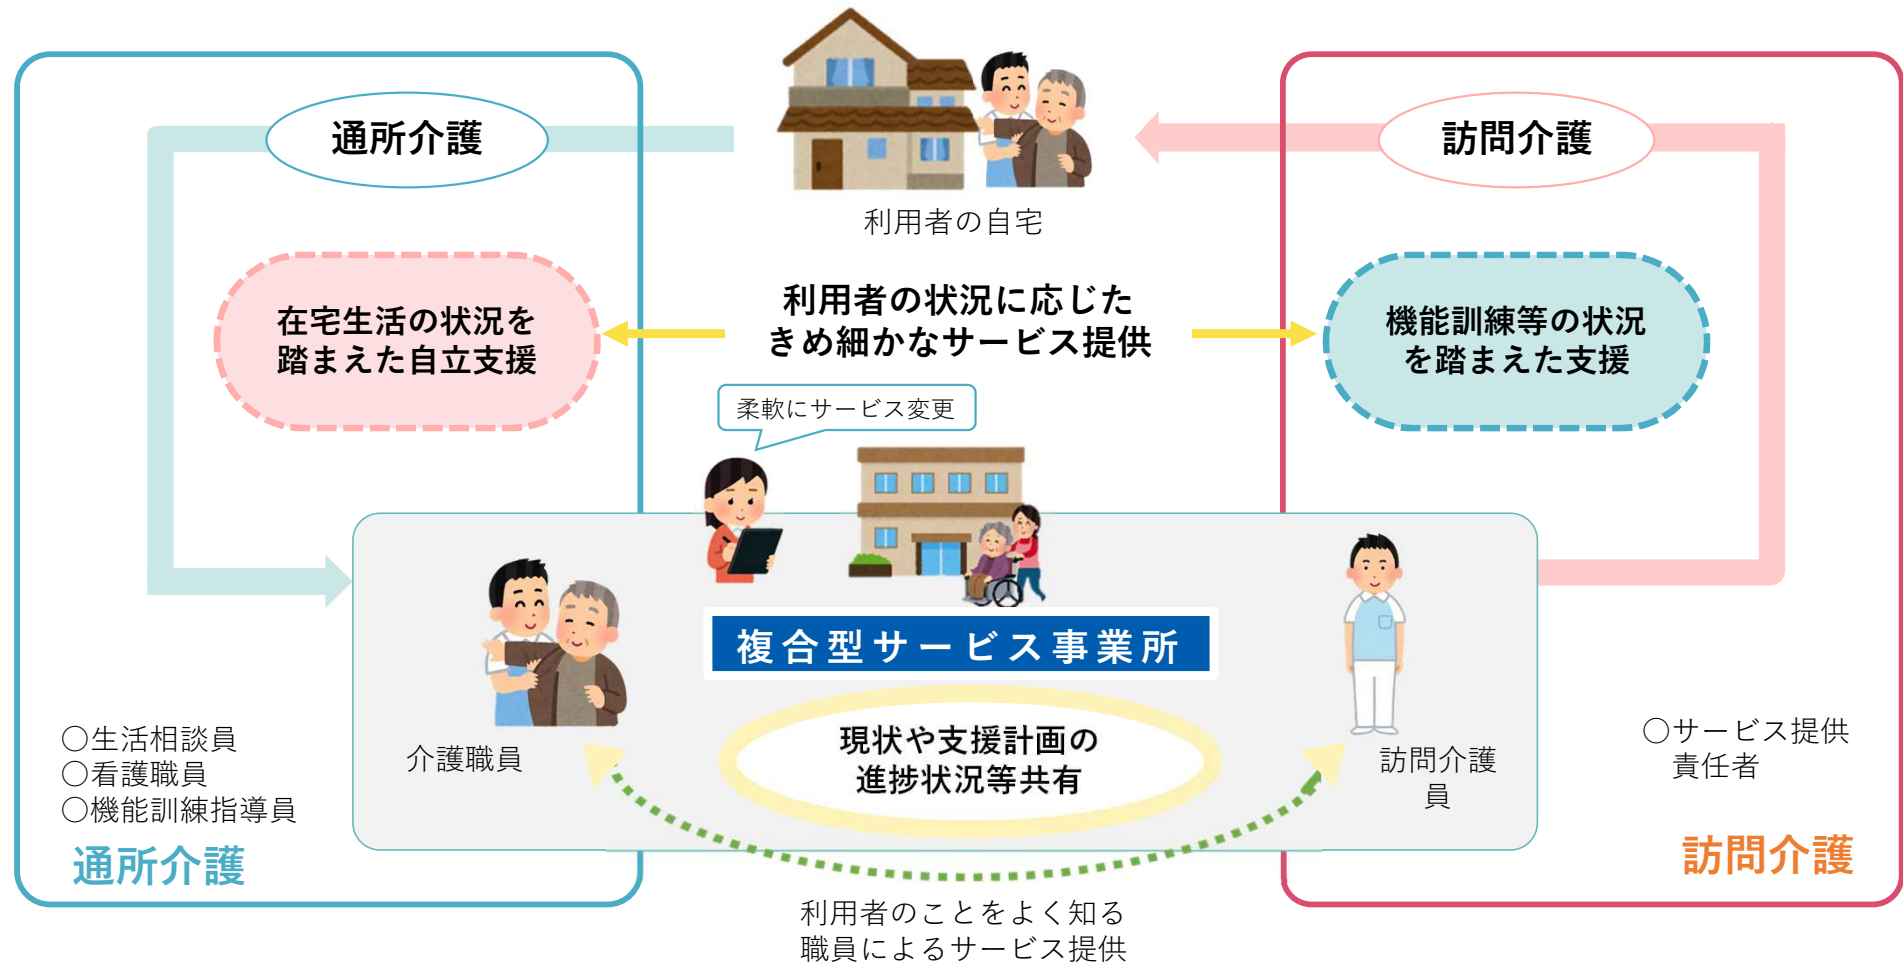 通所介護
訪問介護
利用者の自宅
在宅生活の状況を
踏まえた自立支援
利用者の状況に応じた
きめ細かなサービス提供
機能訓練等の状況
を踏まえた支援
柔軟にサービス変更
複合型サービス事業所
現状や支援計画の
進捗状況等共有
介護職員
訪問介護
員
○生活相談員
○看護職員
○機能訓練指導員
通所介護
○サービス提供
責任者
訪問介護
利用者のことをよく知る
職員によるサービス提供